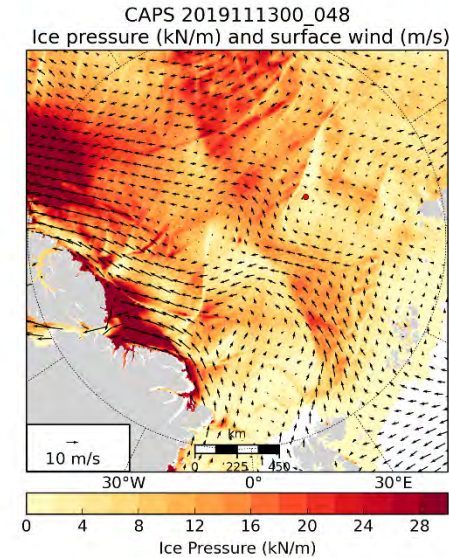 CAPS 2019111300_048
Ice pressure (kN/m) and surface wind (m/s)
km
0 225 450
10 m/s
30°W 0° 30°E
0 4 8 12 16 20 24 28
Ice Pressure (kN/m)